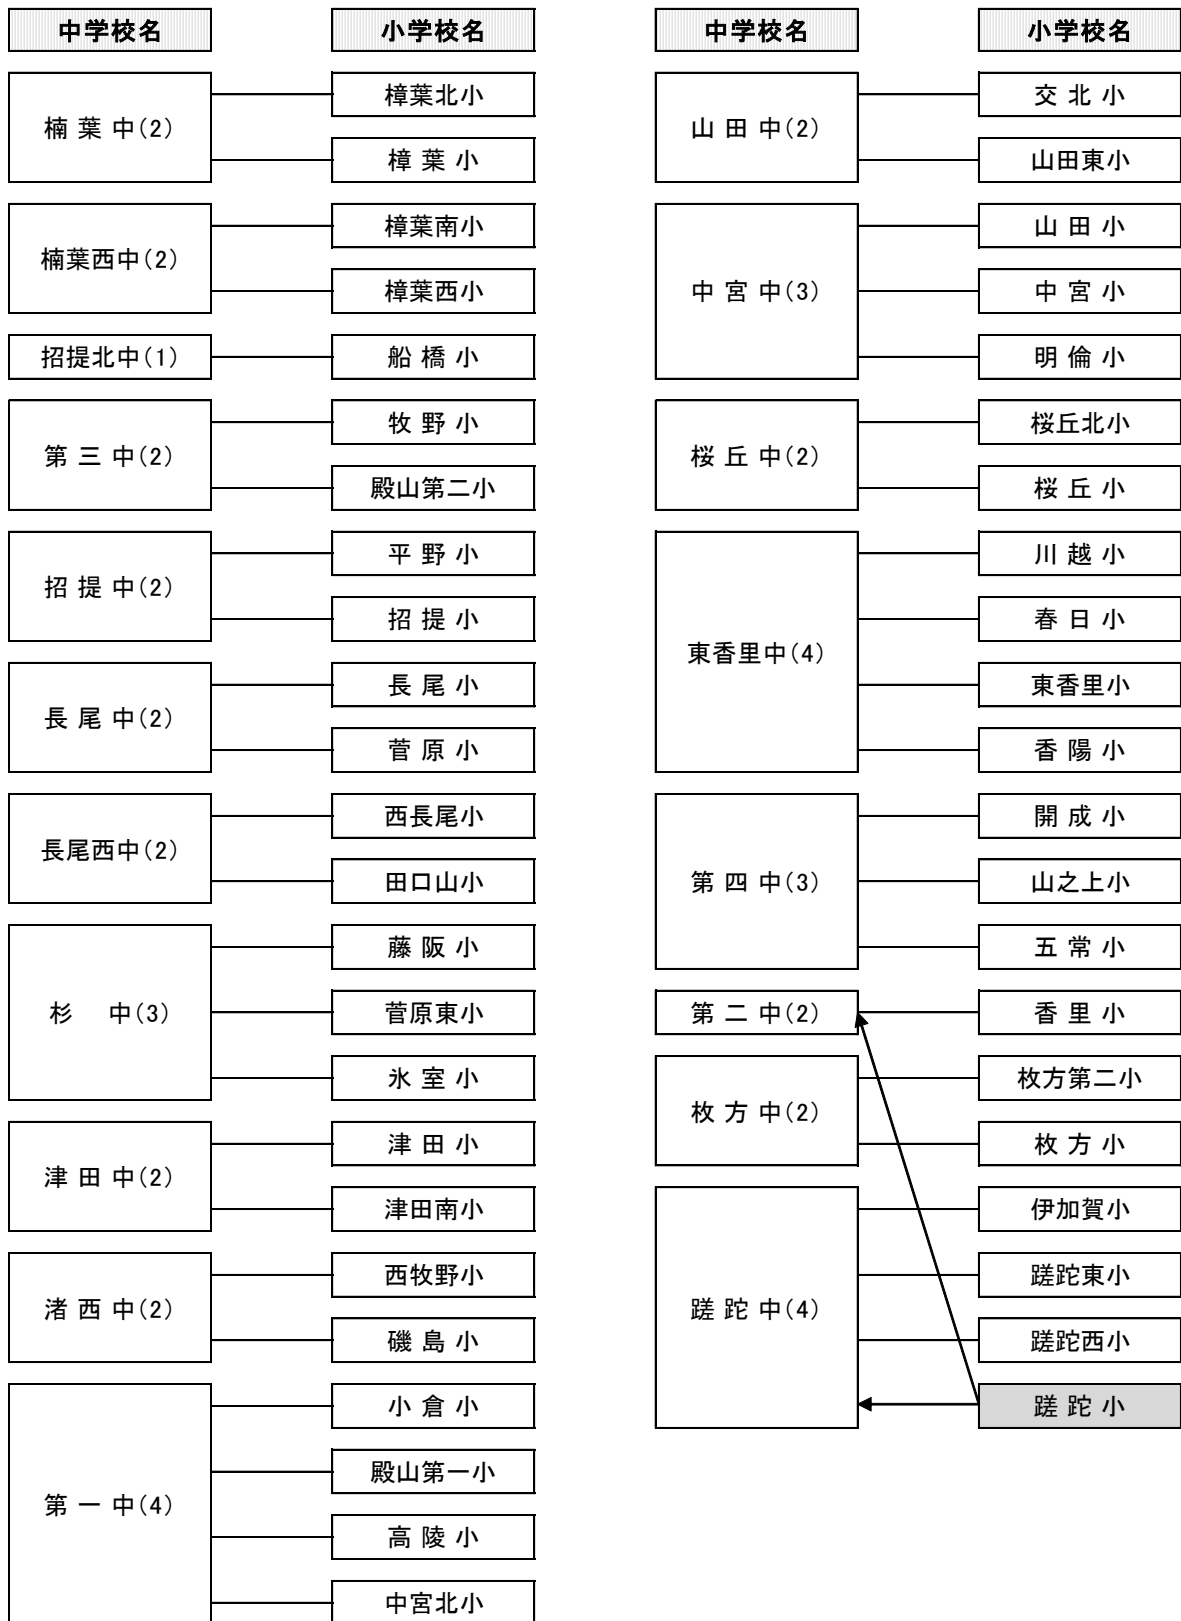 中学校名
小学校名
楠 葉 中(2)
樟葉北小
樟 葉 小
楠葉西中(2)
樟葉南小
樟葉西小
招提北中(1)
船 橋 小
第 三 中(2)
牧 野 小
殿山第二小
招 提 中(2)
平 野 小
招 提 小
長 尾 中(2)
長 尾 小
菅 原 小
長尾西中(2)
西長尾小
田口山小
杉 中(3)
藤 阪 小
菅原東小
氷 室 小
津 田 中(2)
津 田 小
津田南小
渚 西 中(2)
西牧野小
磯 島 小
第 一 中(4)
小 倉 小
殿山第一小
高 陵 小
中宮北小
中学校名
小学校名
山 田 中(2)
交 北 小
山田東小
中 宮 中(3)
山 田 小
中 宮 小
明 倫 小
桜 丘 中(2)
桜丘北小
桜 丘 小
東香里中(4)
川 越 小
春 日 小
東香里小
香 陽 小
第 四 中(3)
開 成 小
山之上小
五 常 小
第 二 中(2)
香 里 小
枚 方 中(2)
枚方第二小
枚 方 小
蹉 跎 中(4)
伊加賀小
蹉跎東小
蹉跎西小
蹉 跎 小